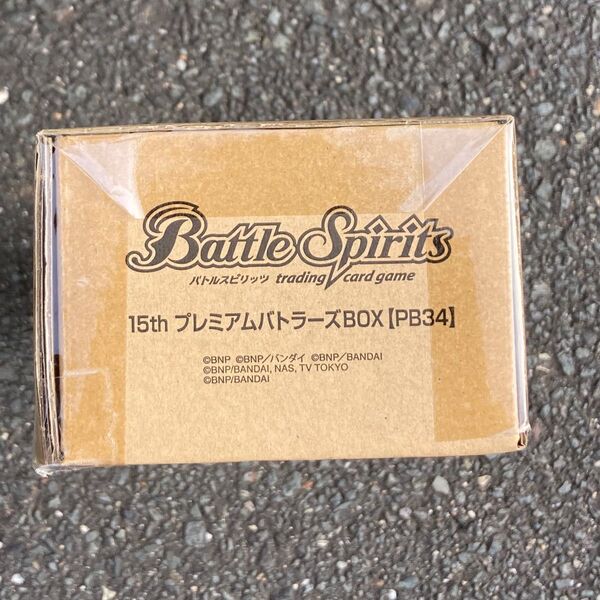 Battle Spirits
バトルスピリッツ trading card game
15th プレミアムバトラーズBOX【PB34】
©BNP ©BNP／バンダイ ©BNP／BANDAI
©BNP/BANDAI, NAS, TV TOKYO
©BNP/BANDAI